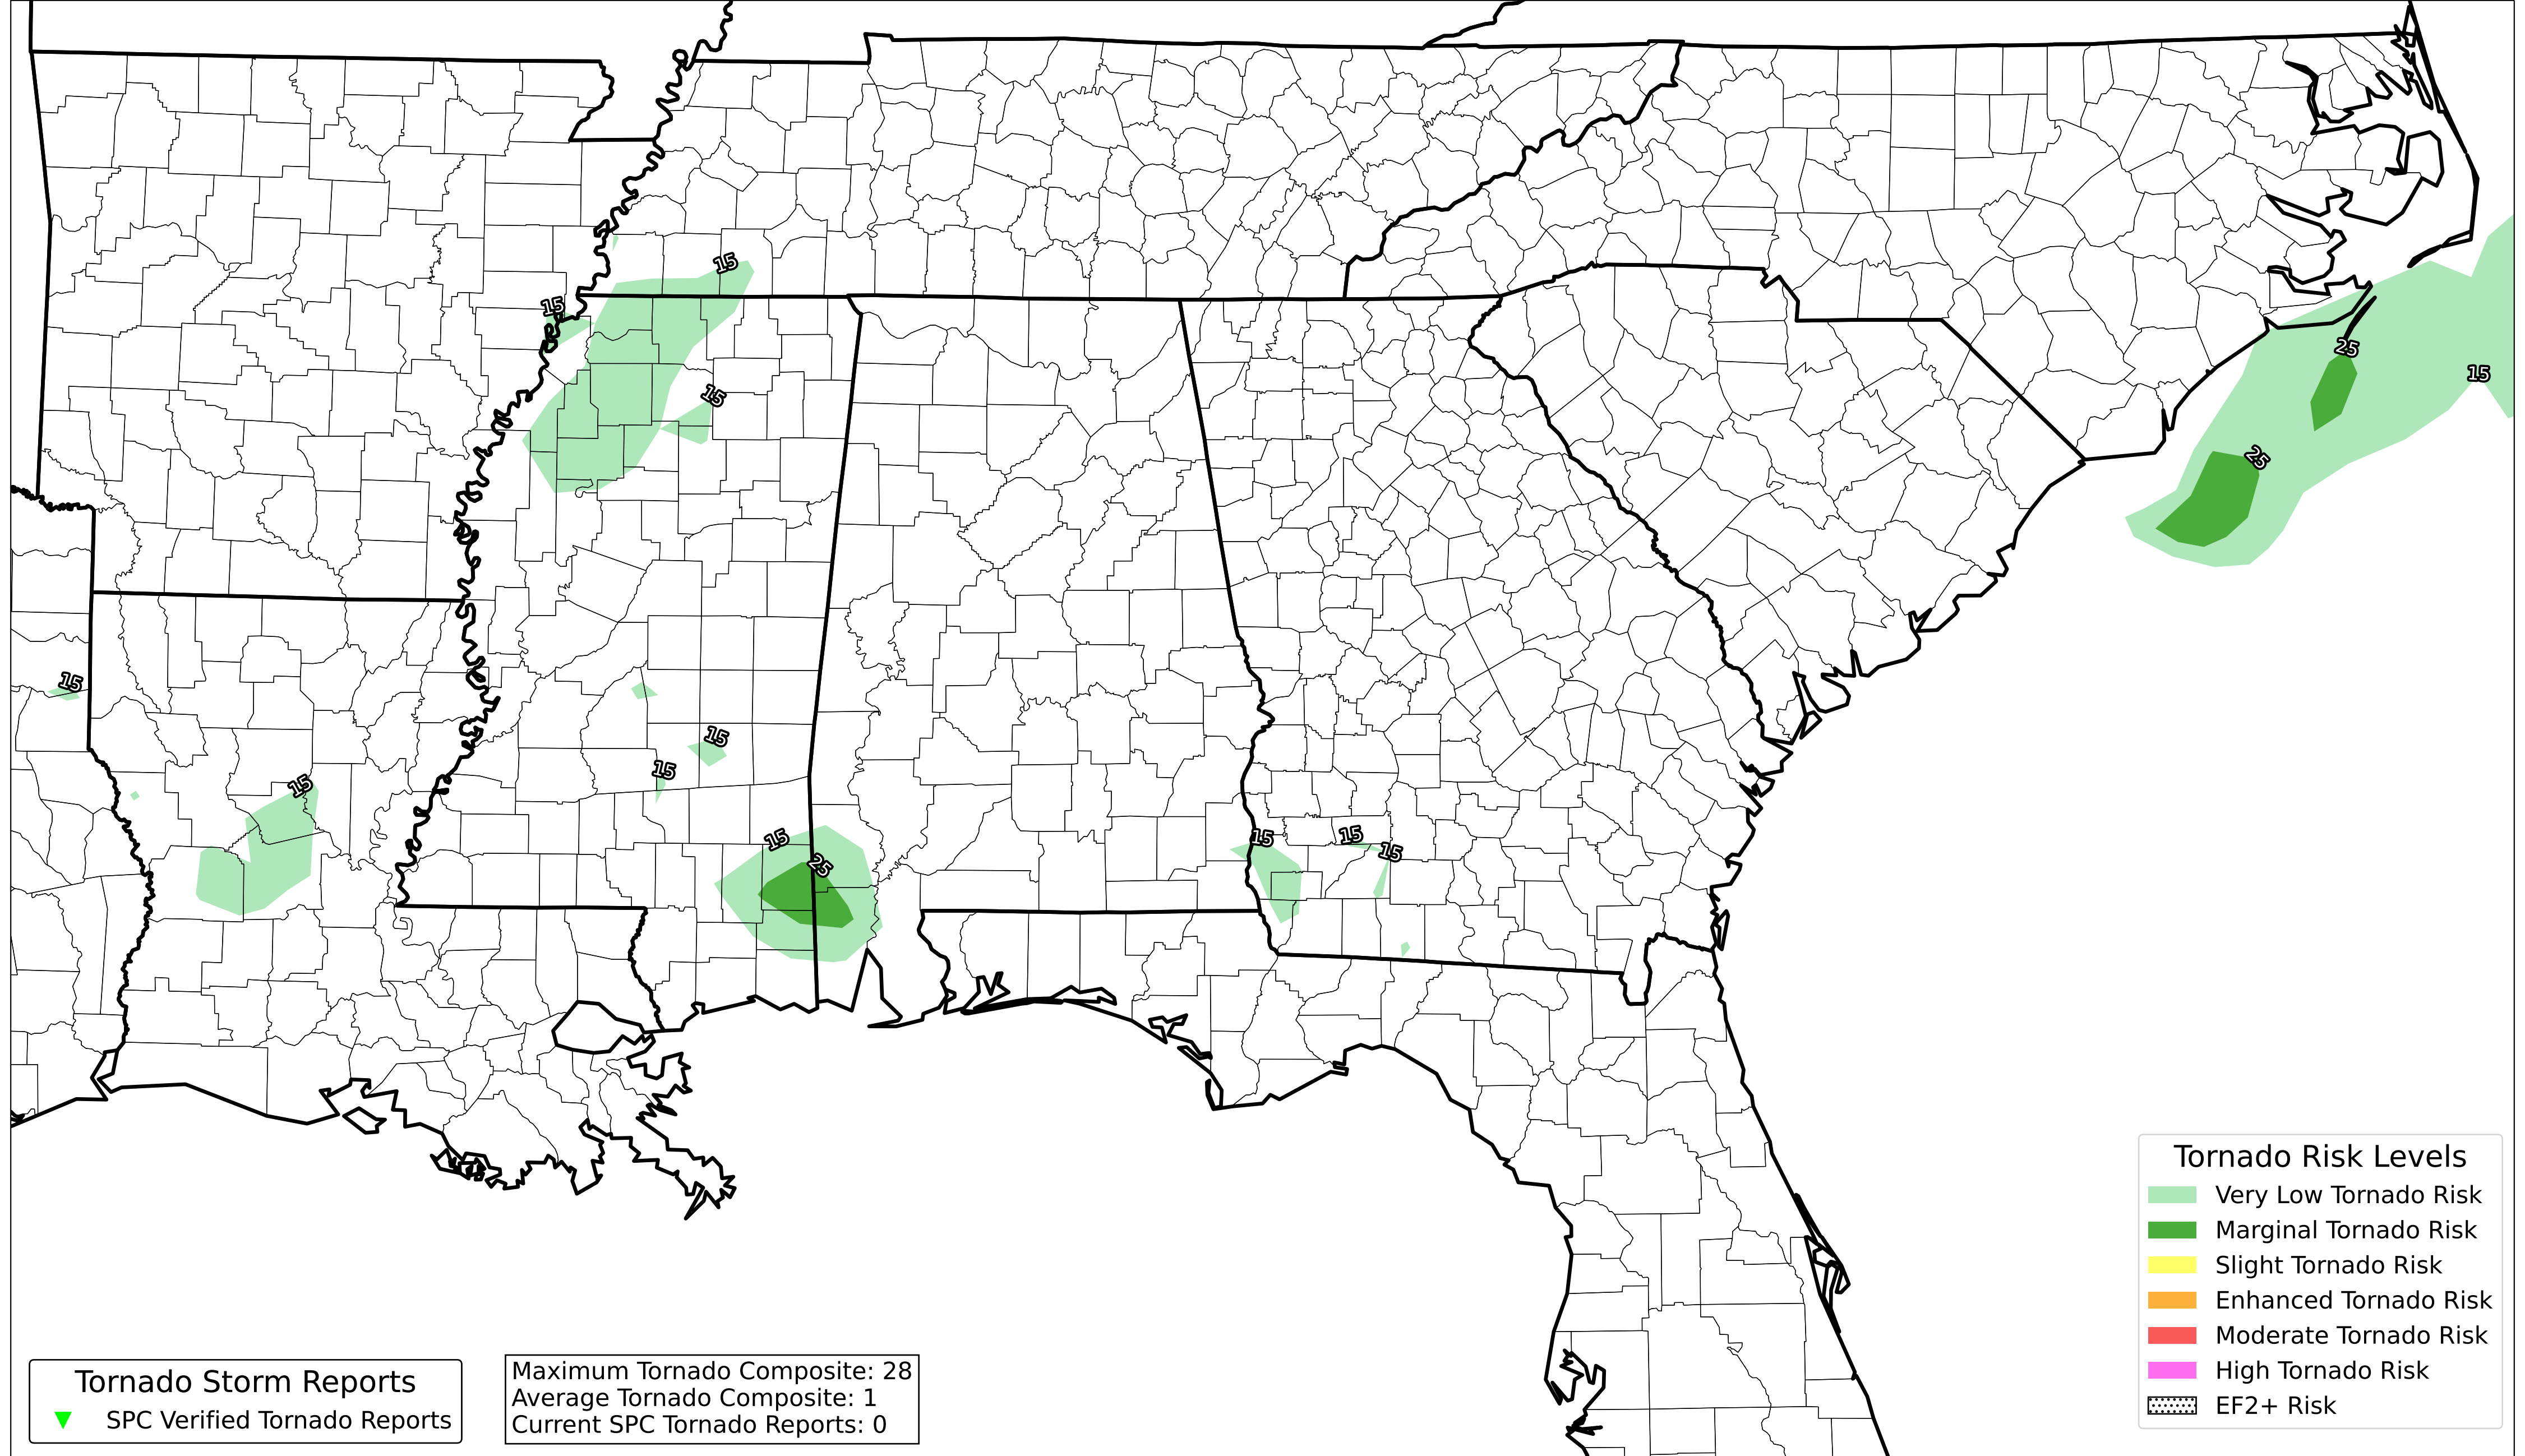 15
15
25
15
15
25
15
15
15
15
15
15
15
15
25
Tornado Risk Levels
Very Low Tornado Risk
Marginal Tornado Risk
Slight Tornado Risk
Enhanced Tornado Risk
Moderate Tornado Risk
High Tornado Risk
EF2+ Risk
Tornado Storm Reports
SPC Verified Tornado Reports
Maximum Tornado Composite: 28
Average Tornado Composite: 1
Current SPC Tornado Reports: 0